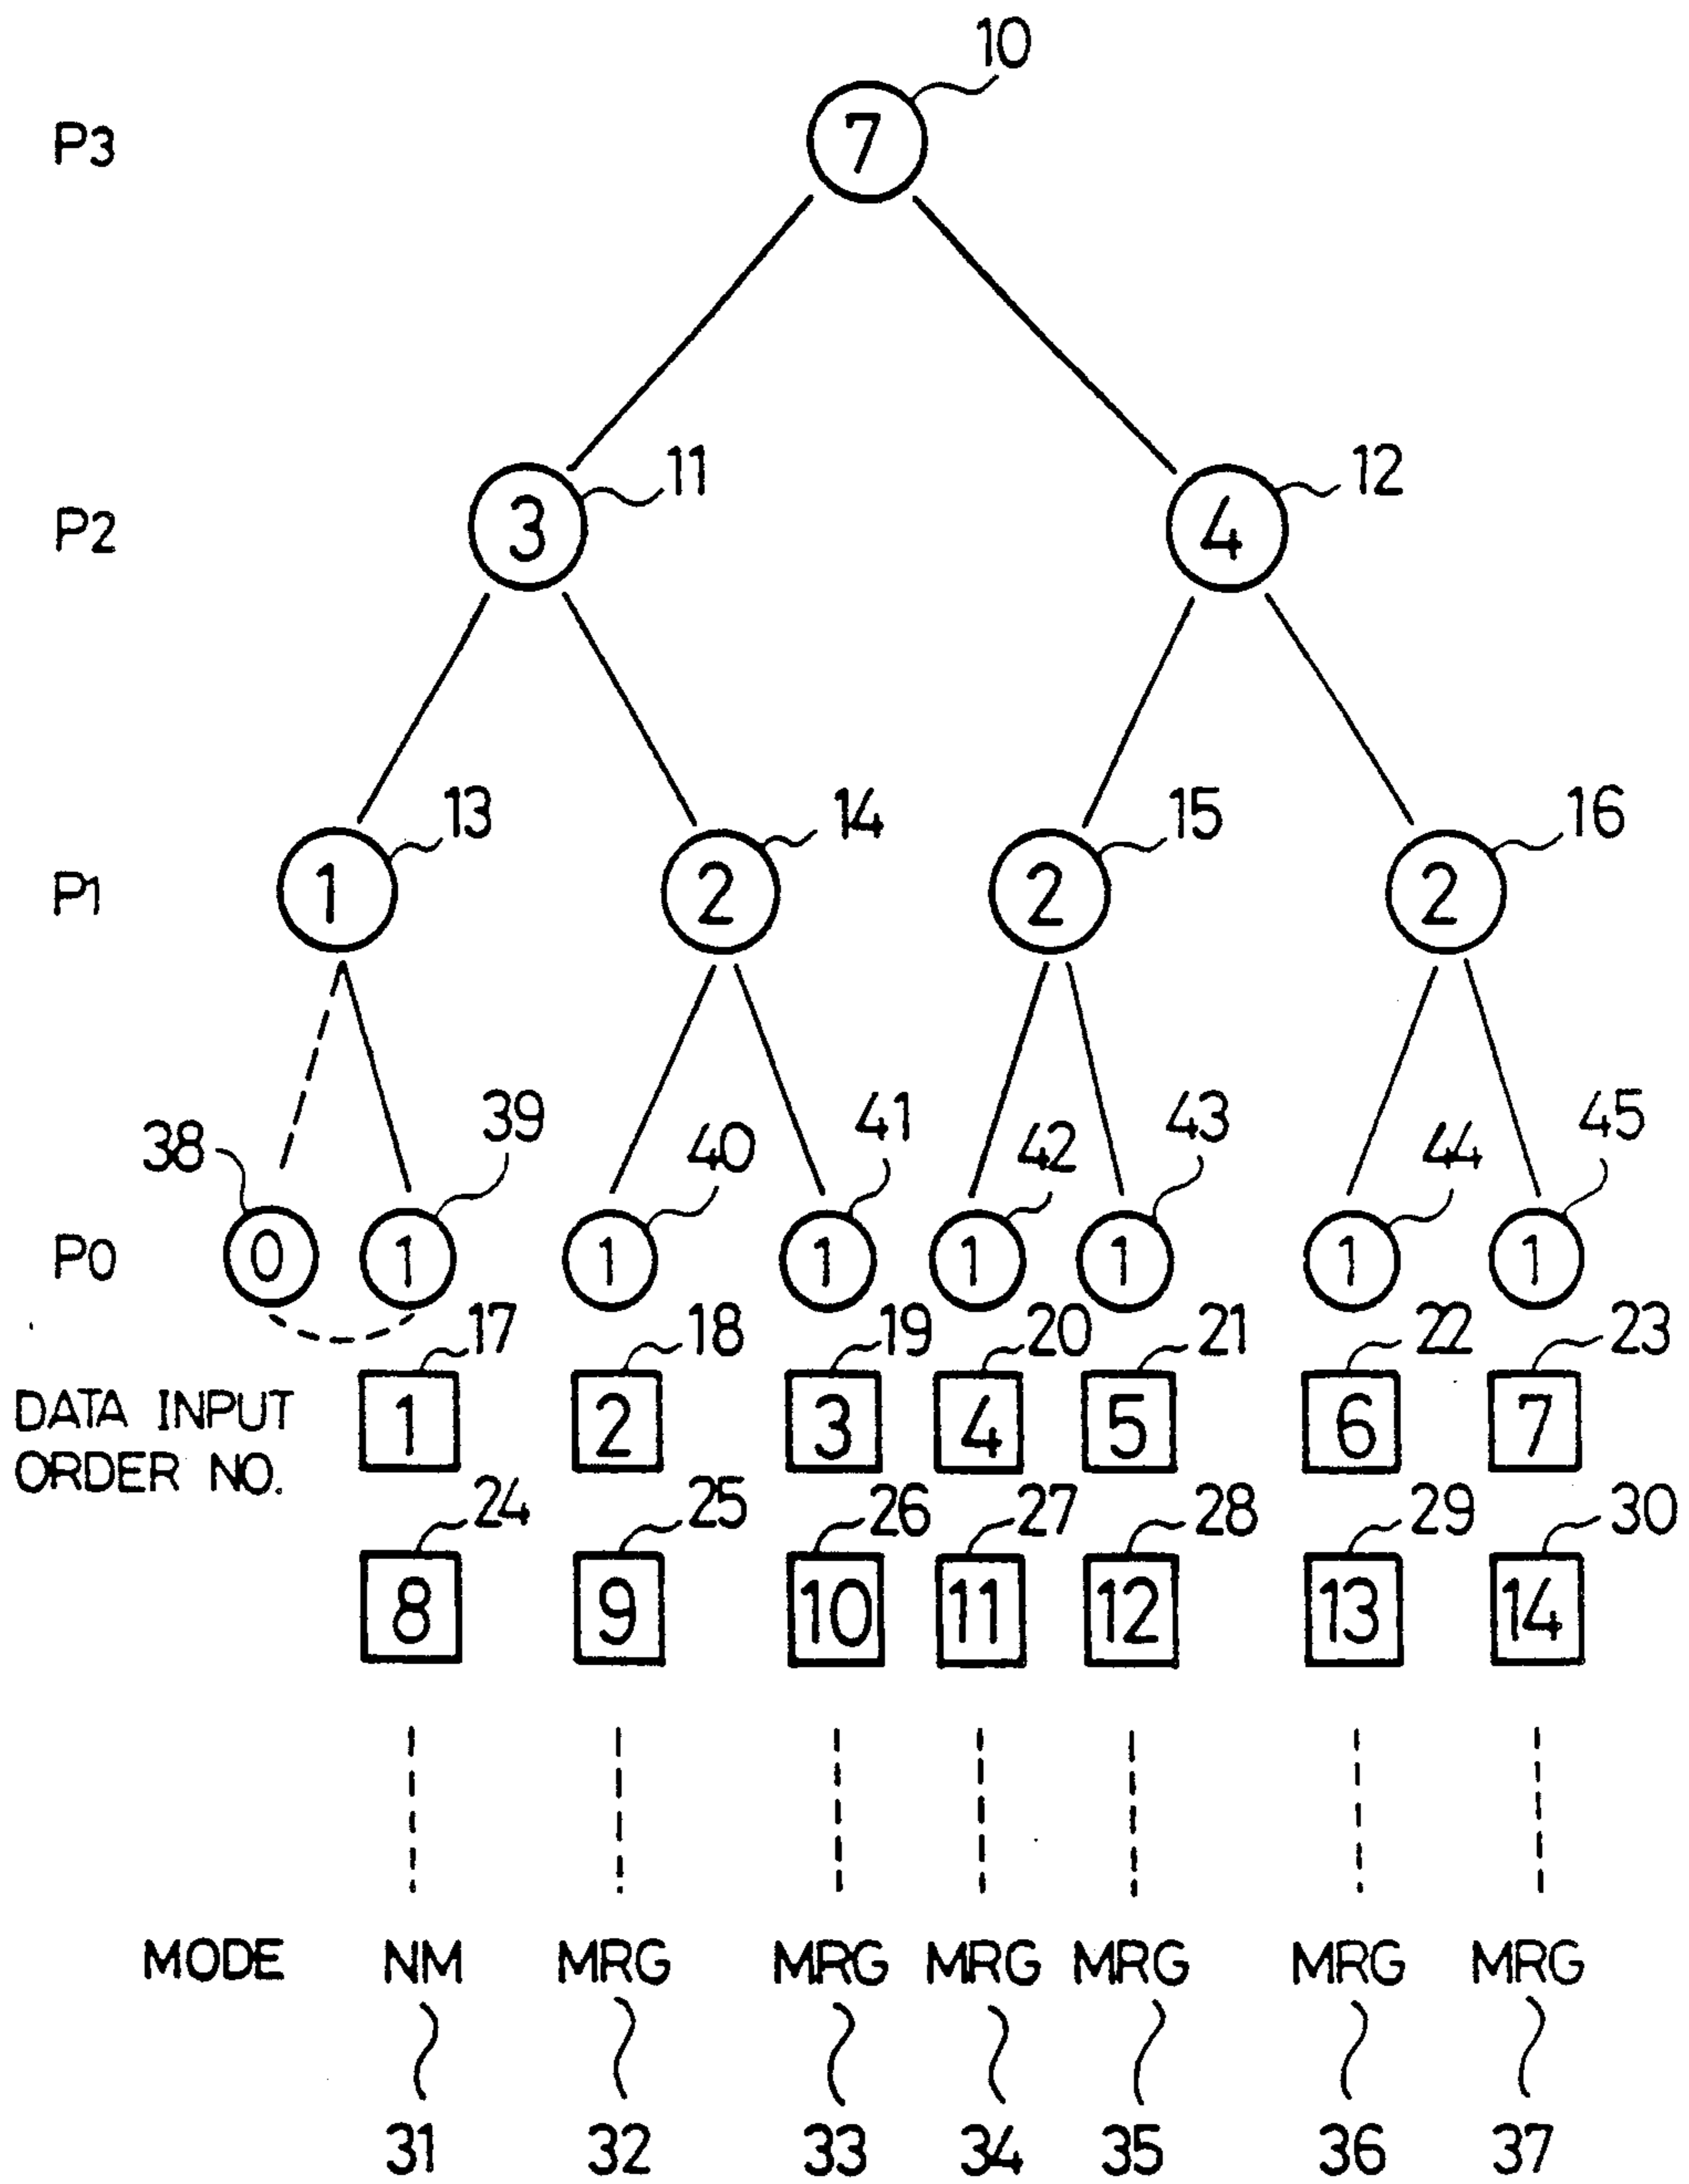 10
P3 7
11 12
P2 3 4
13 14 15 16
P1 1 2 2 2
38 39 40 41 42 43 44 45
P0 0 1 1 1 1 1 1 1
17 18 19 20 21 22 23
DATA INPUT ORDER NO. 1 2 3 4 5 6 7
24 25 26 27 28 29 30
8 9 10 11 12 13 14
MODE NM MRG MRG MRG MRG MRG MRG
31 32 33 34 35 36 37